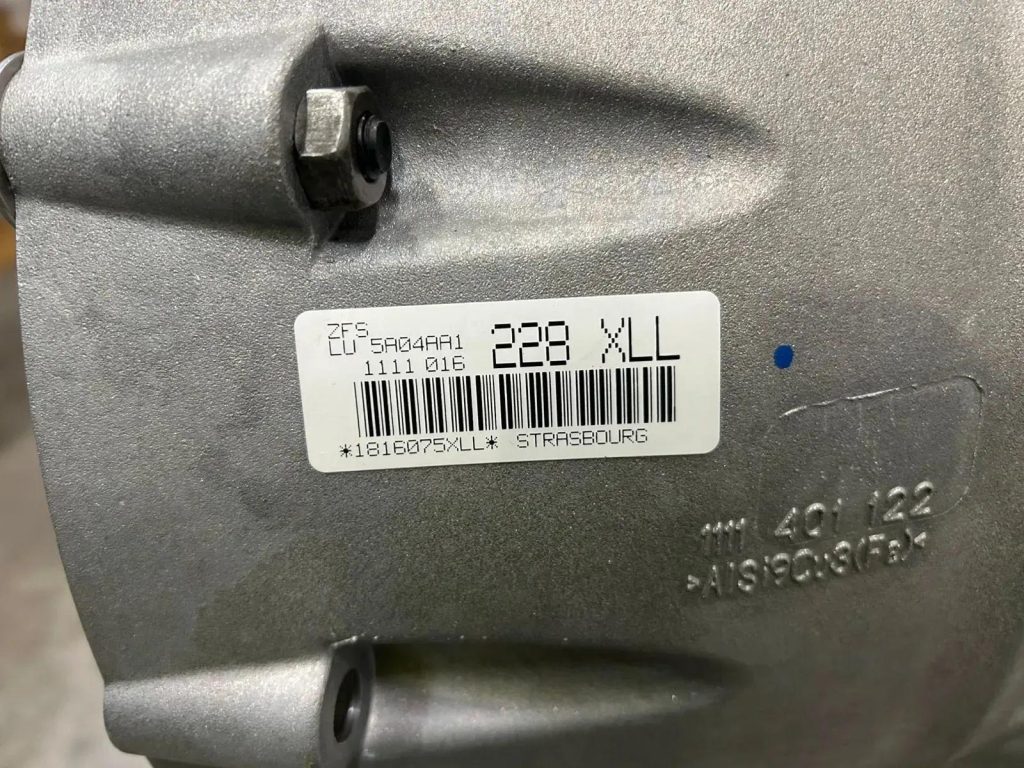 ZFS
LU 5A04AA1
1111 016
228 XLL
*1816075XLL* STRASBOURG
1111 401 122
>AlSi9Cu3(Fe)<